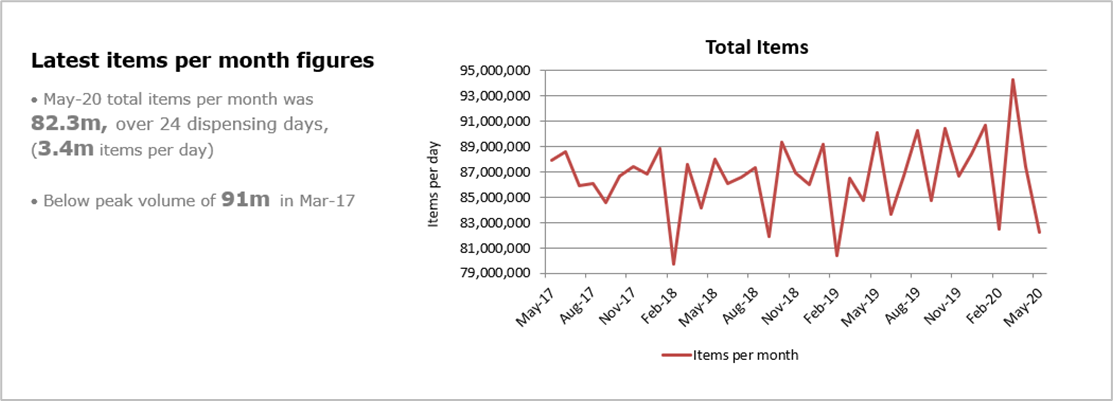 Latest items per month figures
• May-20 total items per month was
82.3m, over 24 dispensing days,
(3.4m items per day)
• Below peak volume of 91m in Mar-17
Total Items
Items per day
95,000,000
93,000,000
91,000,000
89,000,000
87,000,000
85,000,000
83,000,000
81,000,000
79,000,000
May-17
Aug-17
Nov-17
Feb-18
May-18
Aug-18
Nov-18
Feb-19
May-19
Aug-19
Nov-19
Feb-20
May-20
Items per month